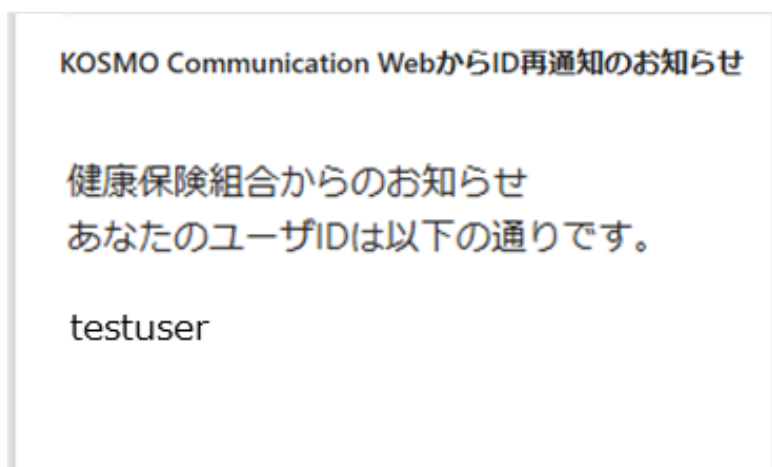 KOSMO Communication WebからID再通知のお知らせ
健康保険組合からのお知らせ
あなたのユーザIDは以下の通りです。
testuser